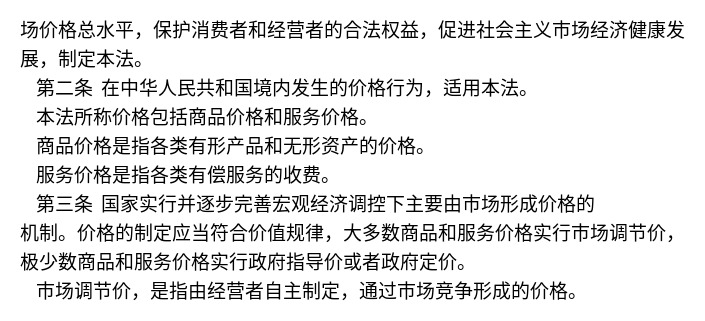 场价格总水平，保护消费者和经营者的合法权益，促进社会主义市场经济健康发
展，制定本法。
第二条 在中华人民共和国境内发生的价格行为，适用本法。
本法所称价格包括商品价格和服务价格。
商品价格是指各类有形产品和无形资产的价格。
服务价格是指各类有偿服务的收费。
第三条 国家实行并逐步完善宏观经济调控下主要由市场形成价格的
机制。价格的制定应当符合价值规律，大多数商品和服务价格实行市场调节价，
极少数商品和服务价格实行政府指导价或者政府定价。
市场调节价，是指由经营者自主制定，通过市场竞争形成的价格。